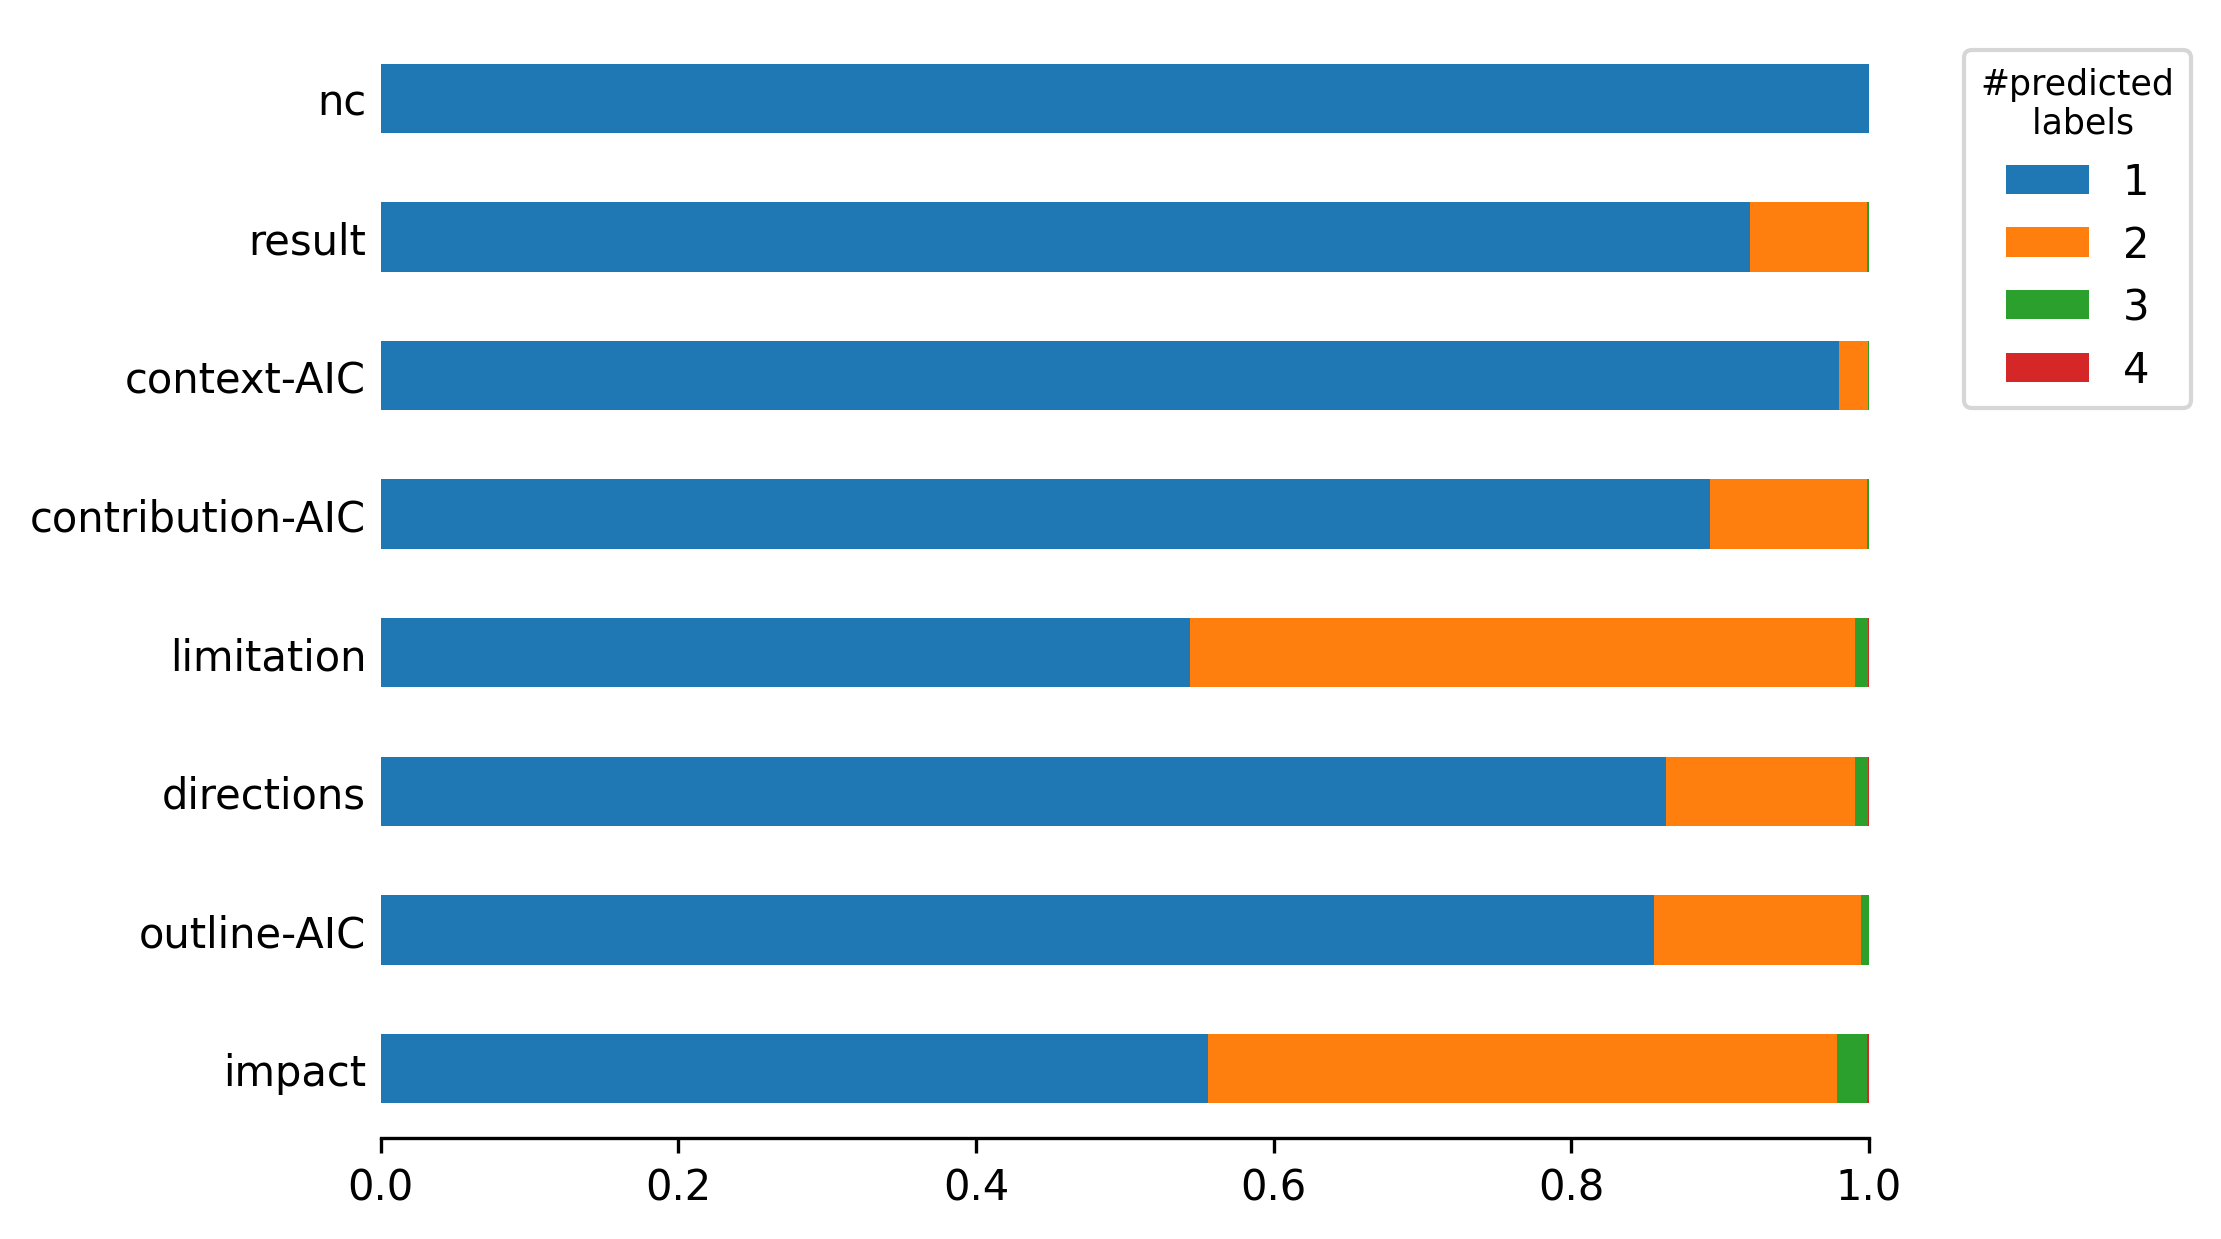 nc
result
context-AIC
contribution-AIC
limitation
directions
outline-AIC
impact
0.0 0.2 0.4 0.6 0.8 1.0
#predicted
labels
1
2
3
4